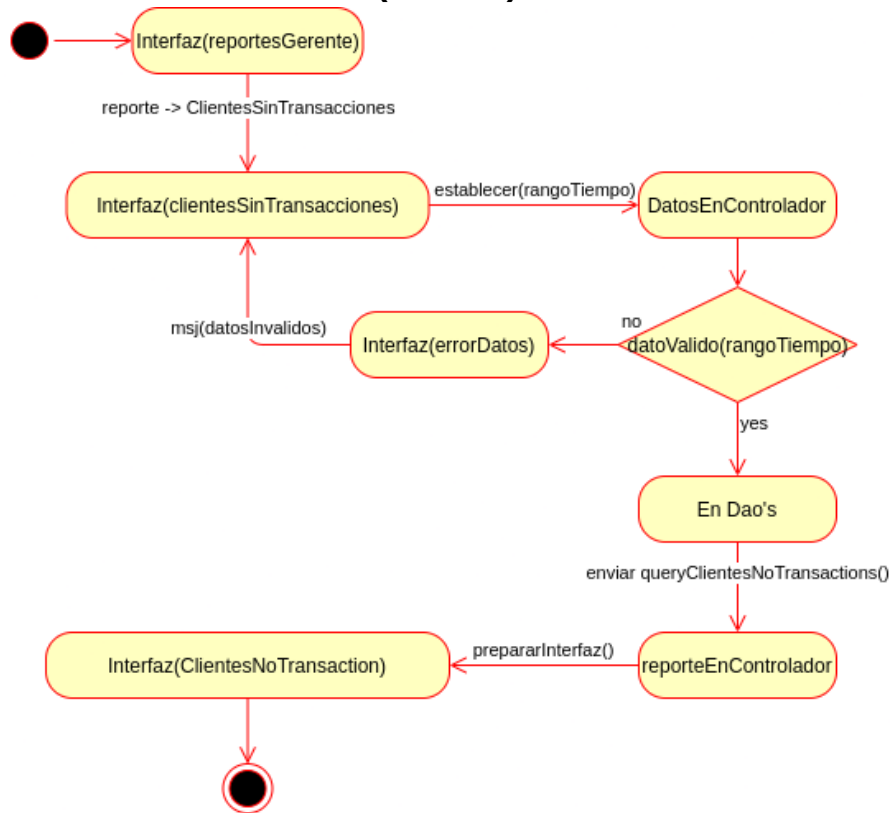 Interfaz(reportesGerente)
reporte -> ClientesSinTransacciones
Interfaz(clientesSinTransacciones)
establecer(rangoTiempo)
DatosEnControlador
msj(datosInvalidos)
Interfaz(errorDatos)
no
datoValido(rangoTiempo)
yes
En Dao's
enviar queryClientesNoTransactions()
Interfaz(ClientesNoTransaction)
prepararInterfaz()
reporteEnControlador